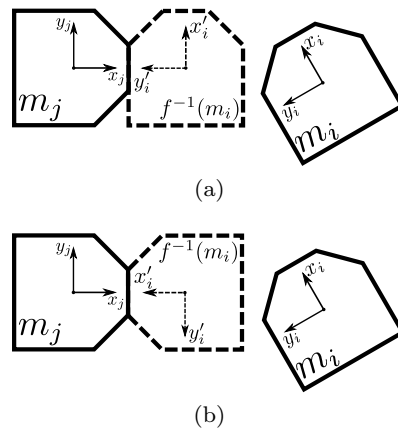 y_j
x'_i
x_i
x_j
y'_i
f^{-1}(m_i)
y_i
m_j
m_i
(a)
y_j
f^{-1}(m_i)
x'_i
x_i
x_j
y_i
m_j
y'_i
m_i
(b)